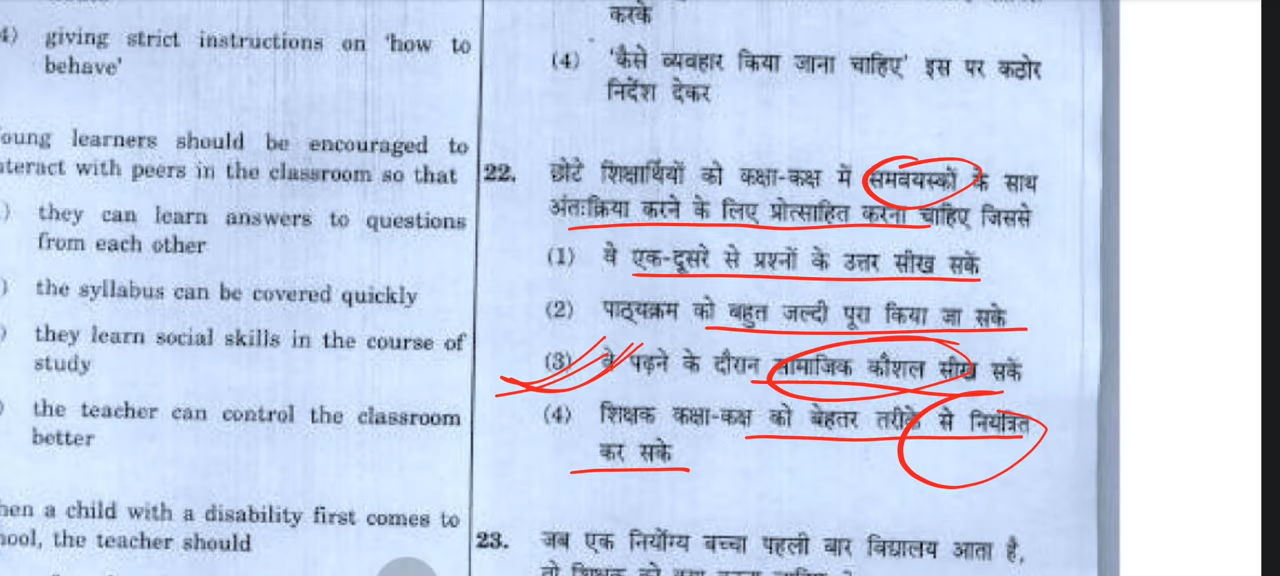 4) giving strict instructions on 'how to
behave'
oung learners should be encouraged to
teract with peers in the classroom so that
) they can learn answers to questions
from each other
) the syllabus can be covered quickly
) they learn social skills in the course of
study
) the teacher can control the classroom
better
hen a child with a disability first comes to
hool, the teacher should
करके
(4) 'कैसे व्यवहार किया जाना चाहिए' इस पर कठोर
निर्देश देकर
22. छोटे शिक्षार्थियों को कक्षा-कक्ष में समवयस्कों के साथ
अंतःक्रिया करने के लिए प्रोत्साहित करना चाहिए जिससे
(1) वे एक-दूसरे से प्रश्नों के उत्तर सीख सकें
(2) पाठ्यक्रम को बहुत जल्दी पूरा किया जा सके
(3) वे पढ़ने के दौरान सामाजिक कौशल सीख सकें
(4) शिक्षक कक्षा-कक्ष को बेहतर तरीके से नियंत्रित
कर सके
23. जब एक निर्योग्य बच्चा पहली बार विद्यालय आता है,
तो शिक्षक को क्या करना चाहिए ?